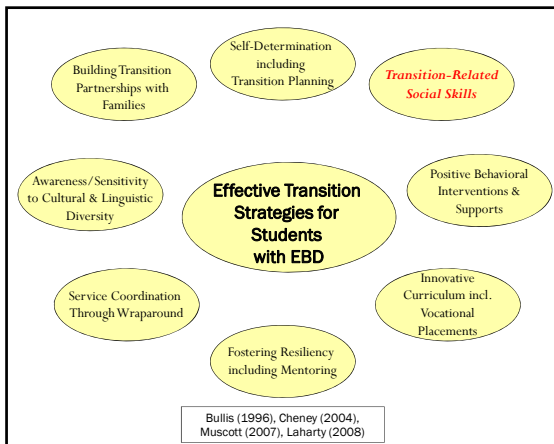 Self-Determination
including
Transition Planning
Transition-Related
Social Skills
Building Transition
Partnerships with
Families
Positive Behavioral
Interventions &
Supports
Awareness/Sensitivity
to Cultural & Linguistic
Diversity
Effective Transition
Strategies for
Students
with EBD
Service Coordination
Through Wraparound
Innovative
Curriculum incl.
Vocational
Placements
Fostering Resiliency
including Mentoring
Bullis (1996), Cheney (2004),
Muscott (2007), Laharty (2008)